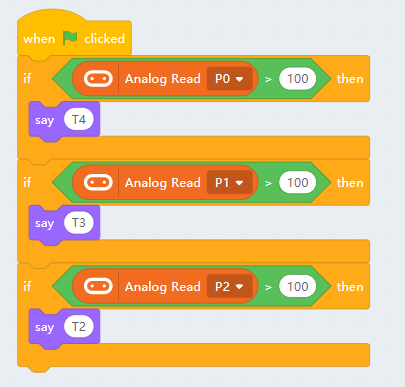 when clicked
if Analog Read P0 > 100 then
say T4
if Analog Read P1 > 100 then
say T3
if Analog Read P2 > 100 then
say T2